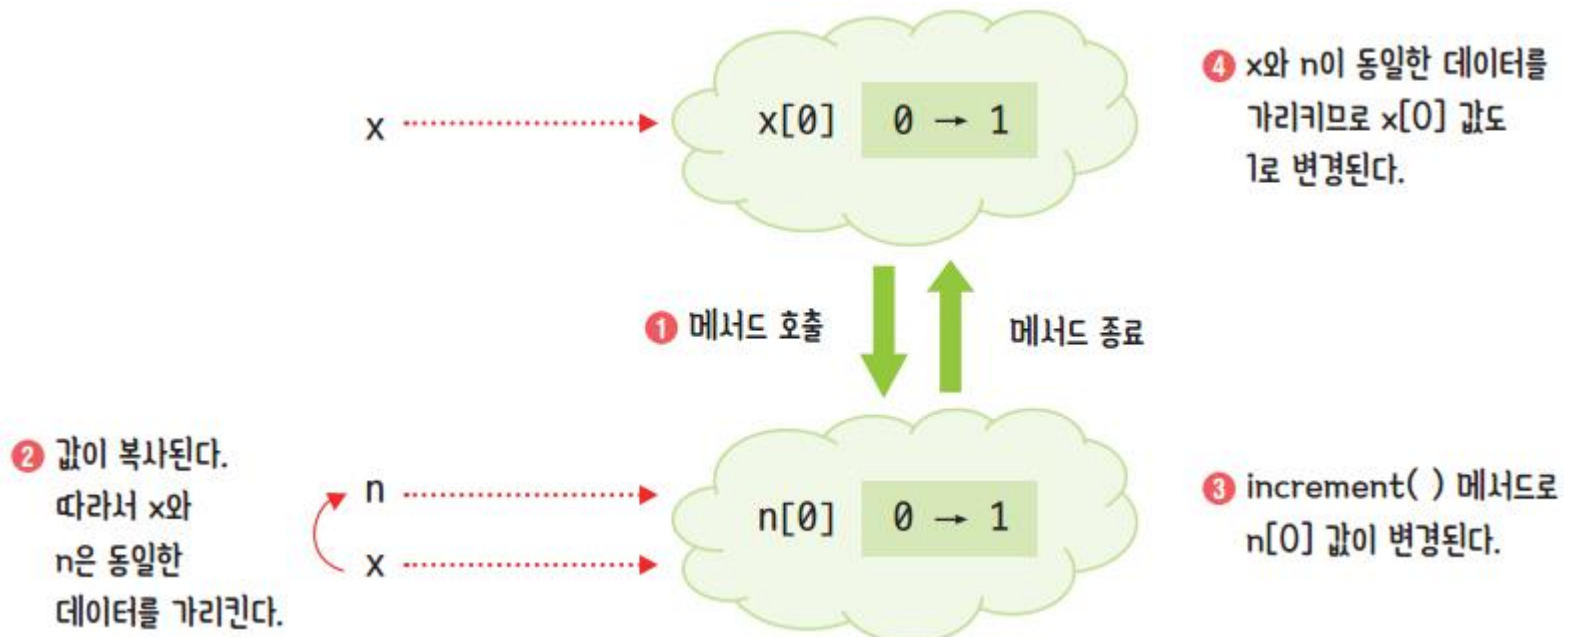 x
x[0] 0 → 1
❹ x와 n이 동일한 데이터를
가리키므로 x[0] 값도
1로 변경된다.
❶ 메서드 호출
메서드 종료
❷ 값이 복사된다.
따라서 x와
n은 동일한
데이터를 가리킨다.
n
x
n[0] 0 → 1
❸ increment( ) 메서드로
n[0] 값이 변경된다.